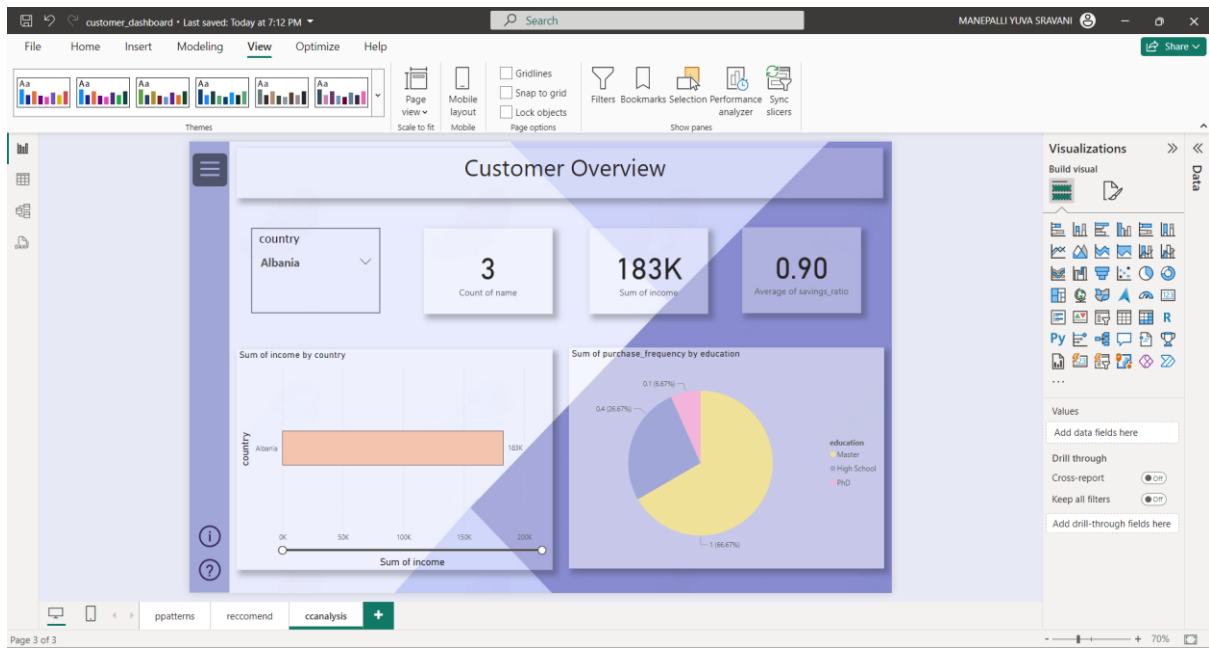 customer_dashboard • Last saved: Today at 7:12 PM
Search
MANEPALLI YUVA SRAVANI
File Home Insert Modeling View Optimize Help
Share
Aa Aa Aa Aa Aa Aa
Themes
Page view
Scale to fit
Mobile layout
Mobile
Gridlines
Snap to grid
Lock objects
Page options
Filters Bookmarks Selection Performance analyzer Sync slicers
Show panes
Customer Overview
country
Albania
3
Count of name
183K
Sum of income
0.90
Average of savings_ratio
Sum of income by country
country
Albania
183K
0K 50K 100K 150K 200K
Sum of income
Sum of purchase_frequency by education
0.1 (6.67%)
0.4 (26.67%)
1 (66.67%)
education
Master
High School
PhD
i
?
Visualizations
Build visual
123
R
Py
...
Values
Add data fields here
Drill through
Cross-report
Off
Keep all filters
Off
Add drill-through fields here
Data
ppatterns reccomend ccanalysis +
Page 3 of 3
- + 70%